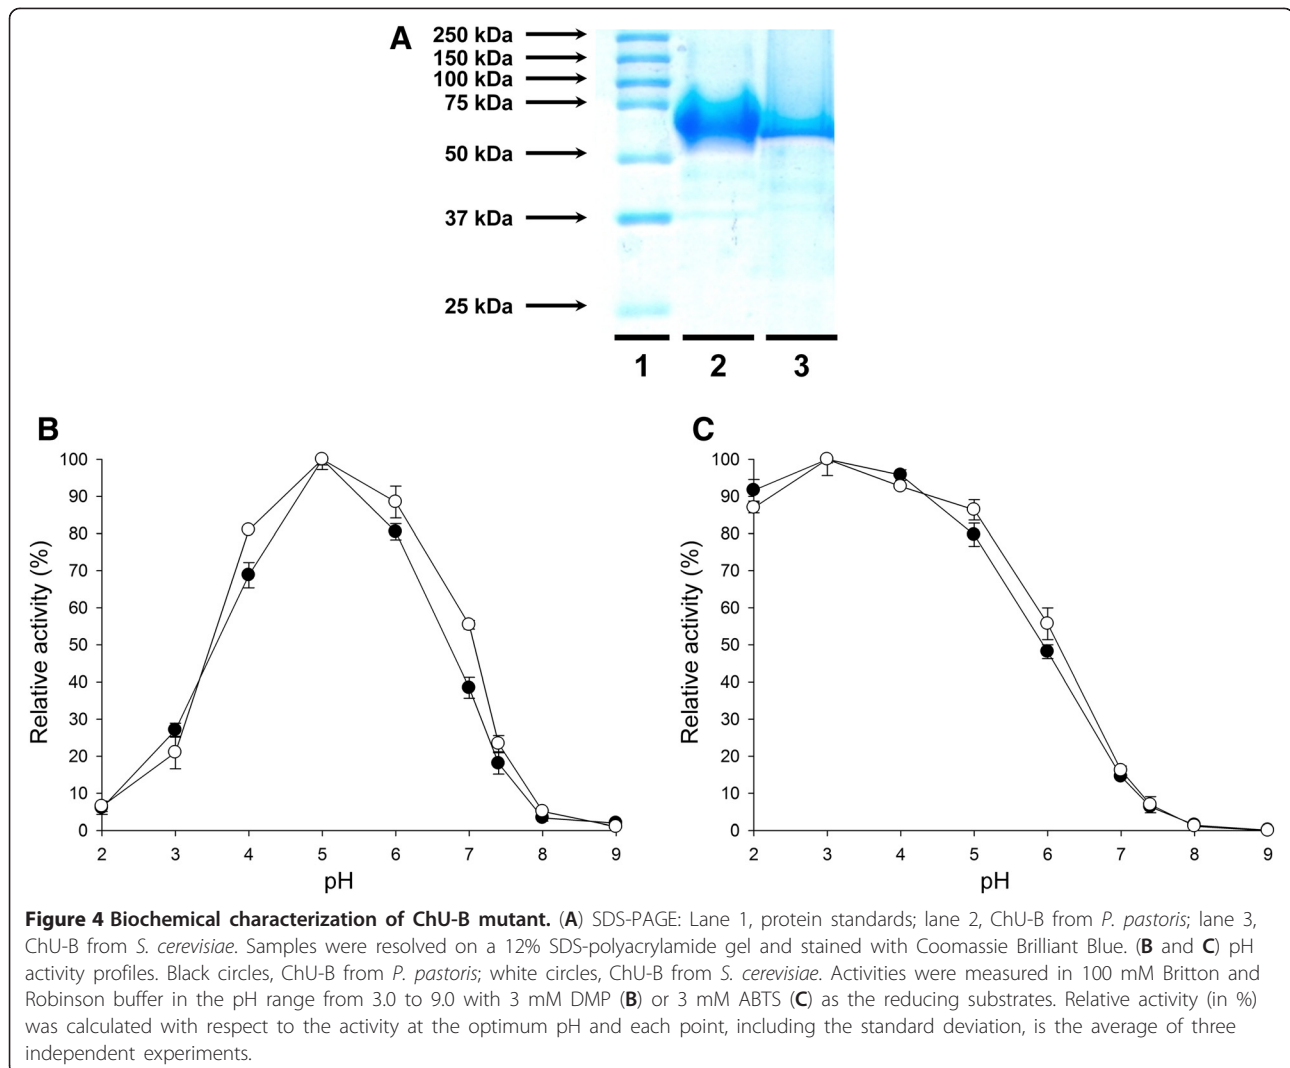 A
250 kDa
150 kDa
100 kDa
75 kDa
50 kDa
37 kDa
25 kDa
1 2 3
B
100
90
80
70
60
50
40
30
20
10
0
Relative activity (%)
2 3 4 5 6 7 8 9
pH
C
100
90
80
70
60
50
40
30
20
10
0
Relative activity (%)
2 3 4 5 6 7 8 9
pH
Figure 4 Biochemical characterization of ChU-B mutant. (A) SDS-PAGE: Lane 1, protein standards; lane 2, ChU-B from P. pastoris; lane 3,
ChU-B from S. cerevisiae. Samples were resolved on a 12% SDS-polyacrylamide gel and stained with Coomassie Brilliant Blue. (B and C) pH
activity profiles. Black circles, ChU-B from P. pastoris; white circles, ChU-B from S. cerevisiae. Activities were measured in 100 mM Britton and
Robinson buffer in the pH range from 3.0 to 9.0 with 3 mM DMP (B) or 3 mM ABTS (C) as the reducing substrates. Relative activity (in %)
was calculated with respect to the activity at the optimum pH and each point, including the standard deviation, is the average of three
independent experiments.